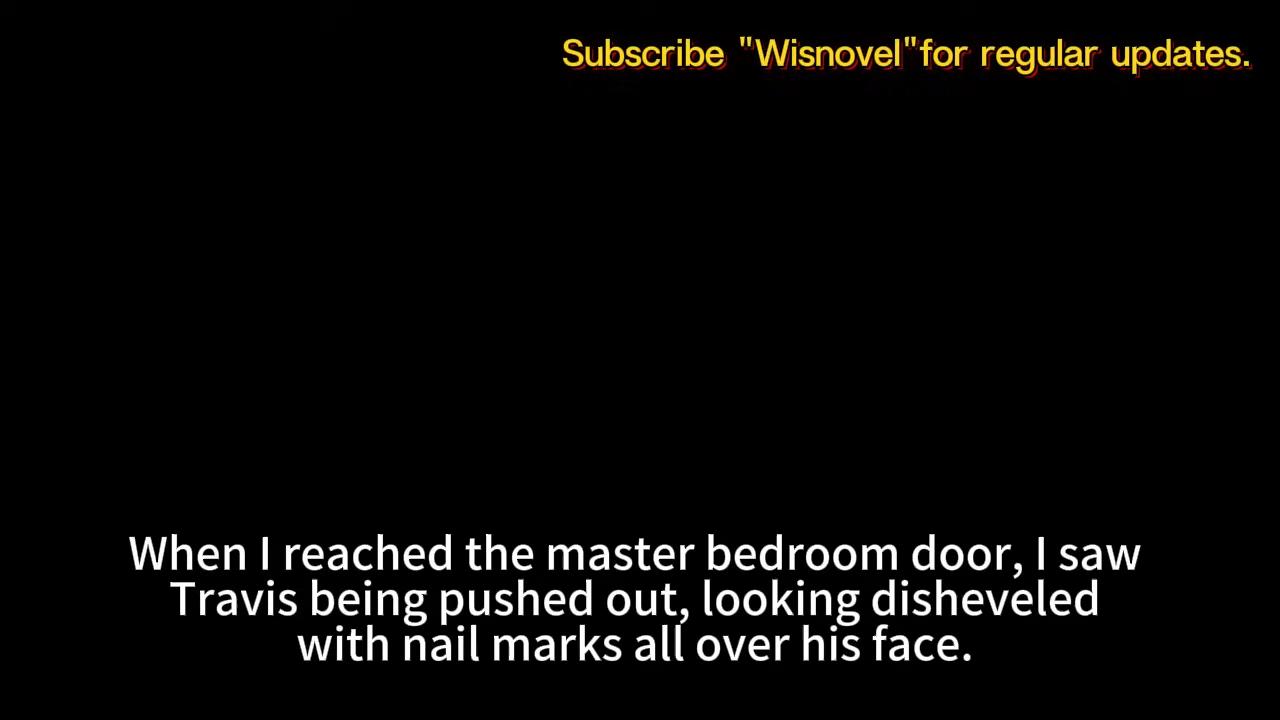 Subscribe "Wisnovel"for regular updates.
When I reached the master bedroom door, I saw
Travis being pushed out, looking disheveled
with nail marks all over his face.